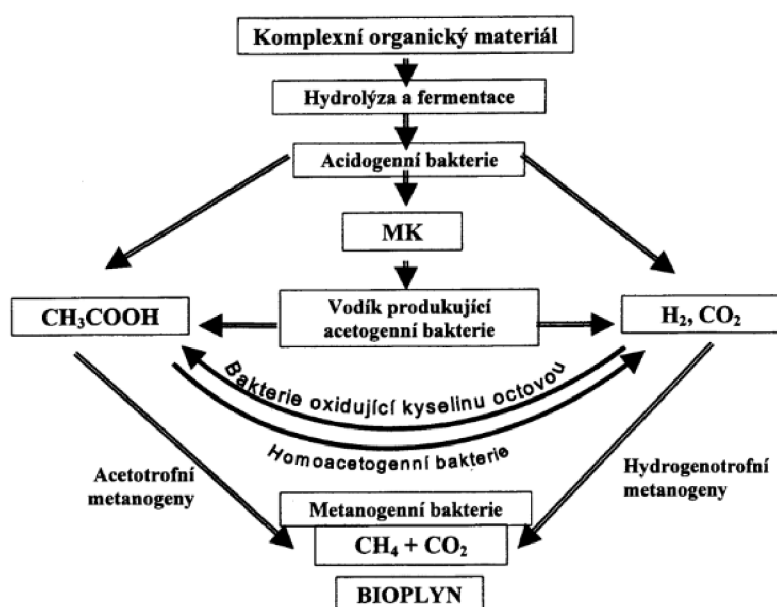 Komplexní organický materiál
Hydrolýza a fermentace
Acidogenní bakterie
MK
CH₃COOH
Vodík produkující
acetogenní bakterie
H₂, CO₂
Bakterie oxidující kyselinu octovou
Homoacetogenní bakterie
Acetotrofní
metanogeny
Hydrogenotrofní
metanogeny
Metanogenní bakterie
CH₄ + CO₂
BIOPLYN